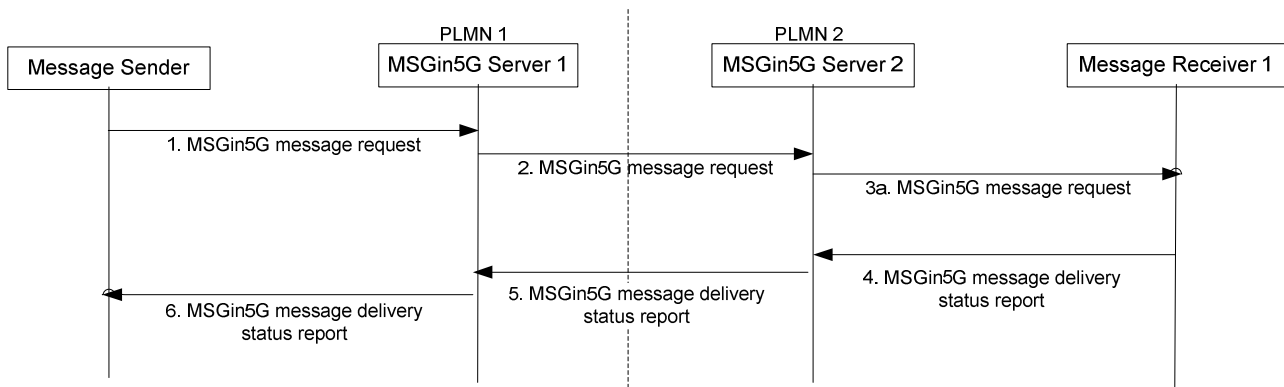 PLMN 1
PLMN 2
Message Sender
MSGin5G Server 1
MSGin5G Server 2
Message Receiver 1
1. MSGin5G message request
2. MSGin5G message request
3a. MSGin5G message request
4. MSGin5G message delivery
status report
5. MSGin5G message delivery
status report
6. MSGin5G message delivery
status report